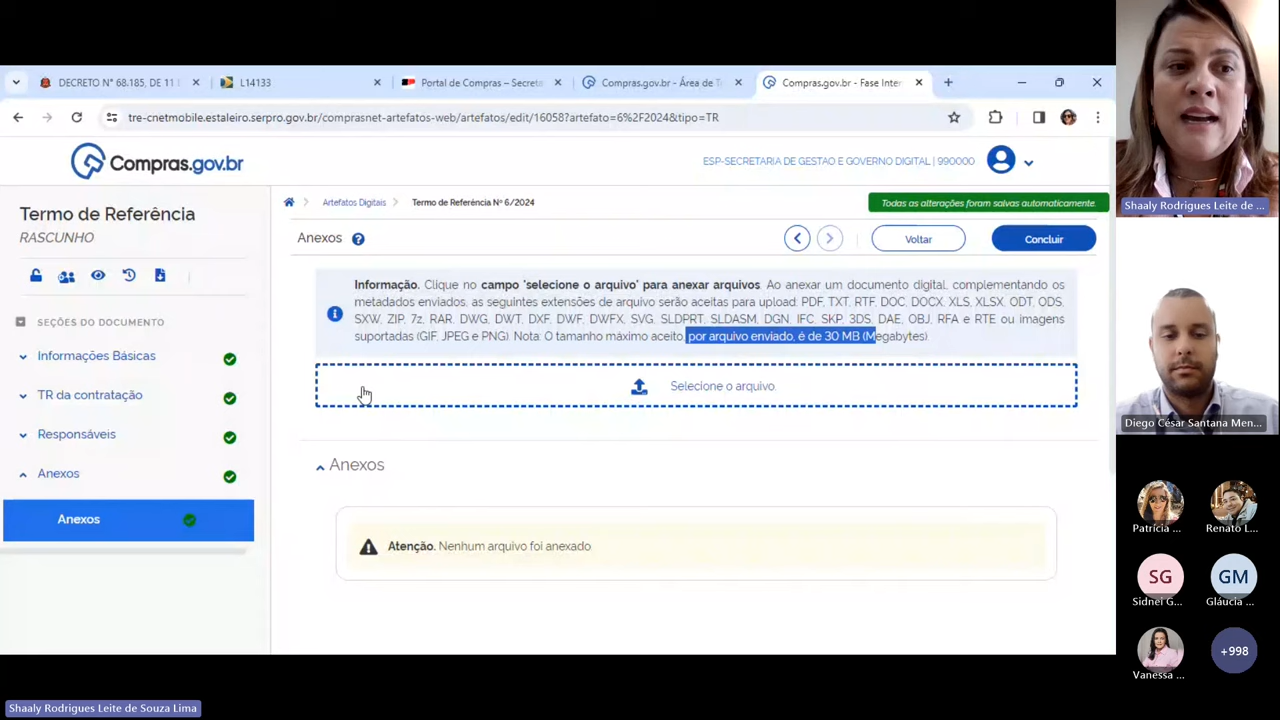 DECRETO Nº 68.185, DE 11
L14133
Portal de Compras – Secret
Compras.gov.br - Área de T
Compras.gov.br - Fase Inter
tre-cnetmobile.estaleiro.serpro.gov.br/comprasnet-artefatos-web/artefatos/edit/16058?artefato=6%2F2024&tipo=TR
Compras.gov.br
ESP-SECRETARIA DE GESTAO E GOVERNO DIGITAL | 990000
Termo de Referência
RASCUNHO
SEÇÕES DO DOCUMENTO
Informações Básicas
TR da contratação
Responsáveis
Anexos
Anexos
Artefatos Digitais
Termo de Referência Nº 6/2024
Todas as alterações foram salvas automaticamente.
Anexos
Voltar
Concluir
Informação. Clique no campo 'selecione o arquivo' para anexar arquivos. Ao anexar um documento digital, complementando os
metadados enviados, as seguintes extensões de arquivo serão aceitas para upload: PDF, TXT, RTF, DOC, DOCX, XLS, XLSX, ODT, ODS,
SXW, ZIP, 7z, RAR, DWG, DWT, DXF, DWF, DWFX, SVG, SLDPRT, SLDASM, DGN, IFC, SKP, 3DS, DAE, OBJ, RFA e RTE ou imagens
suportadas (GIF, JPEG e PNG). Nota: O tamanho máximo aceito, por arquivo enviado, é de 30 MB (Megabytes).
Selecione o arquivo.
Anexos
Atenção. Nenhum arquivo foi anexado.
Shaaly Rodrigues Leite de ...
Diego César Santana Men...
Patrícia ...
Renato L...
SG
Sidnei G...
GM
Gláucia ...
Vanessa ...
+998
Shaaly Rodrigues Leite de Souza Lima